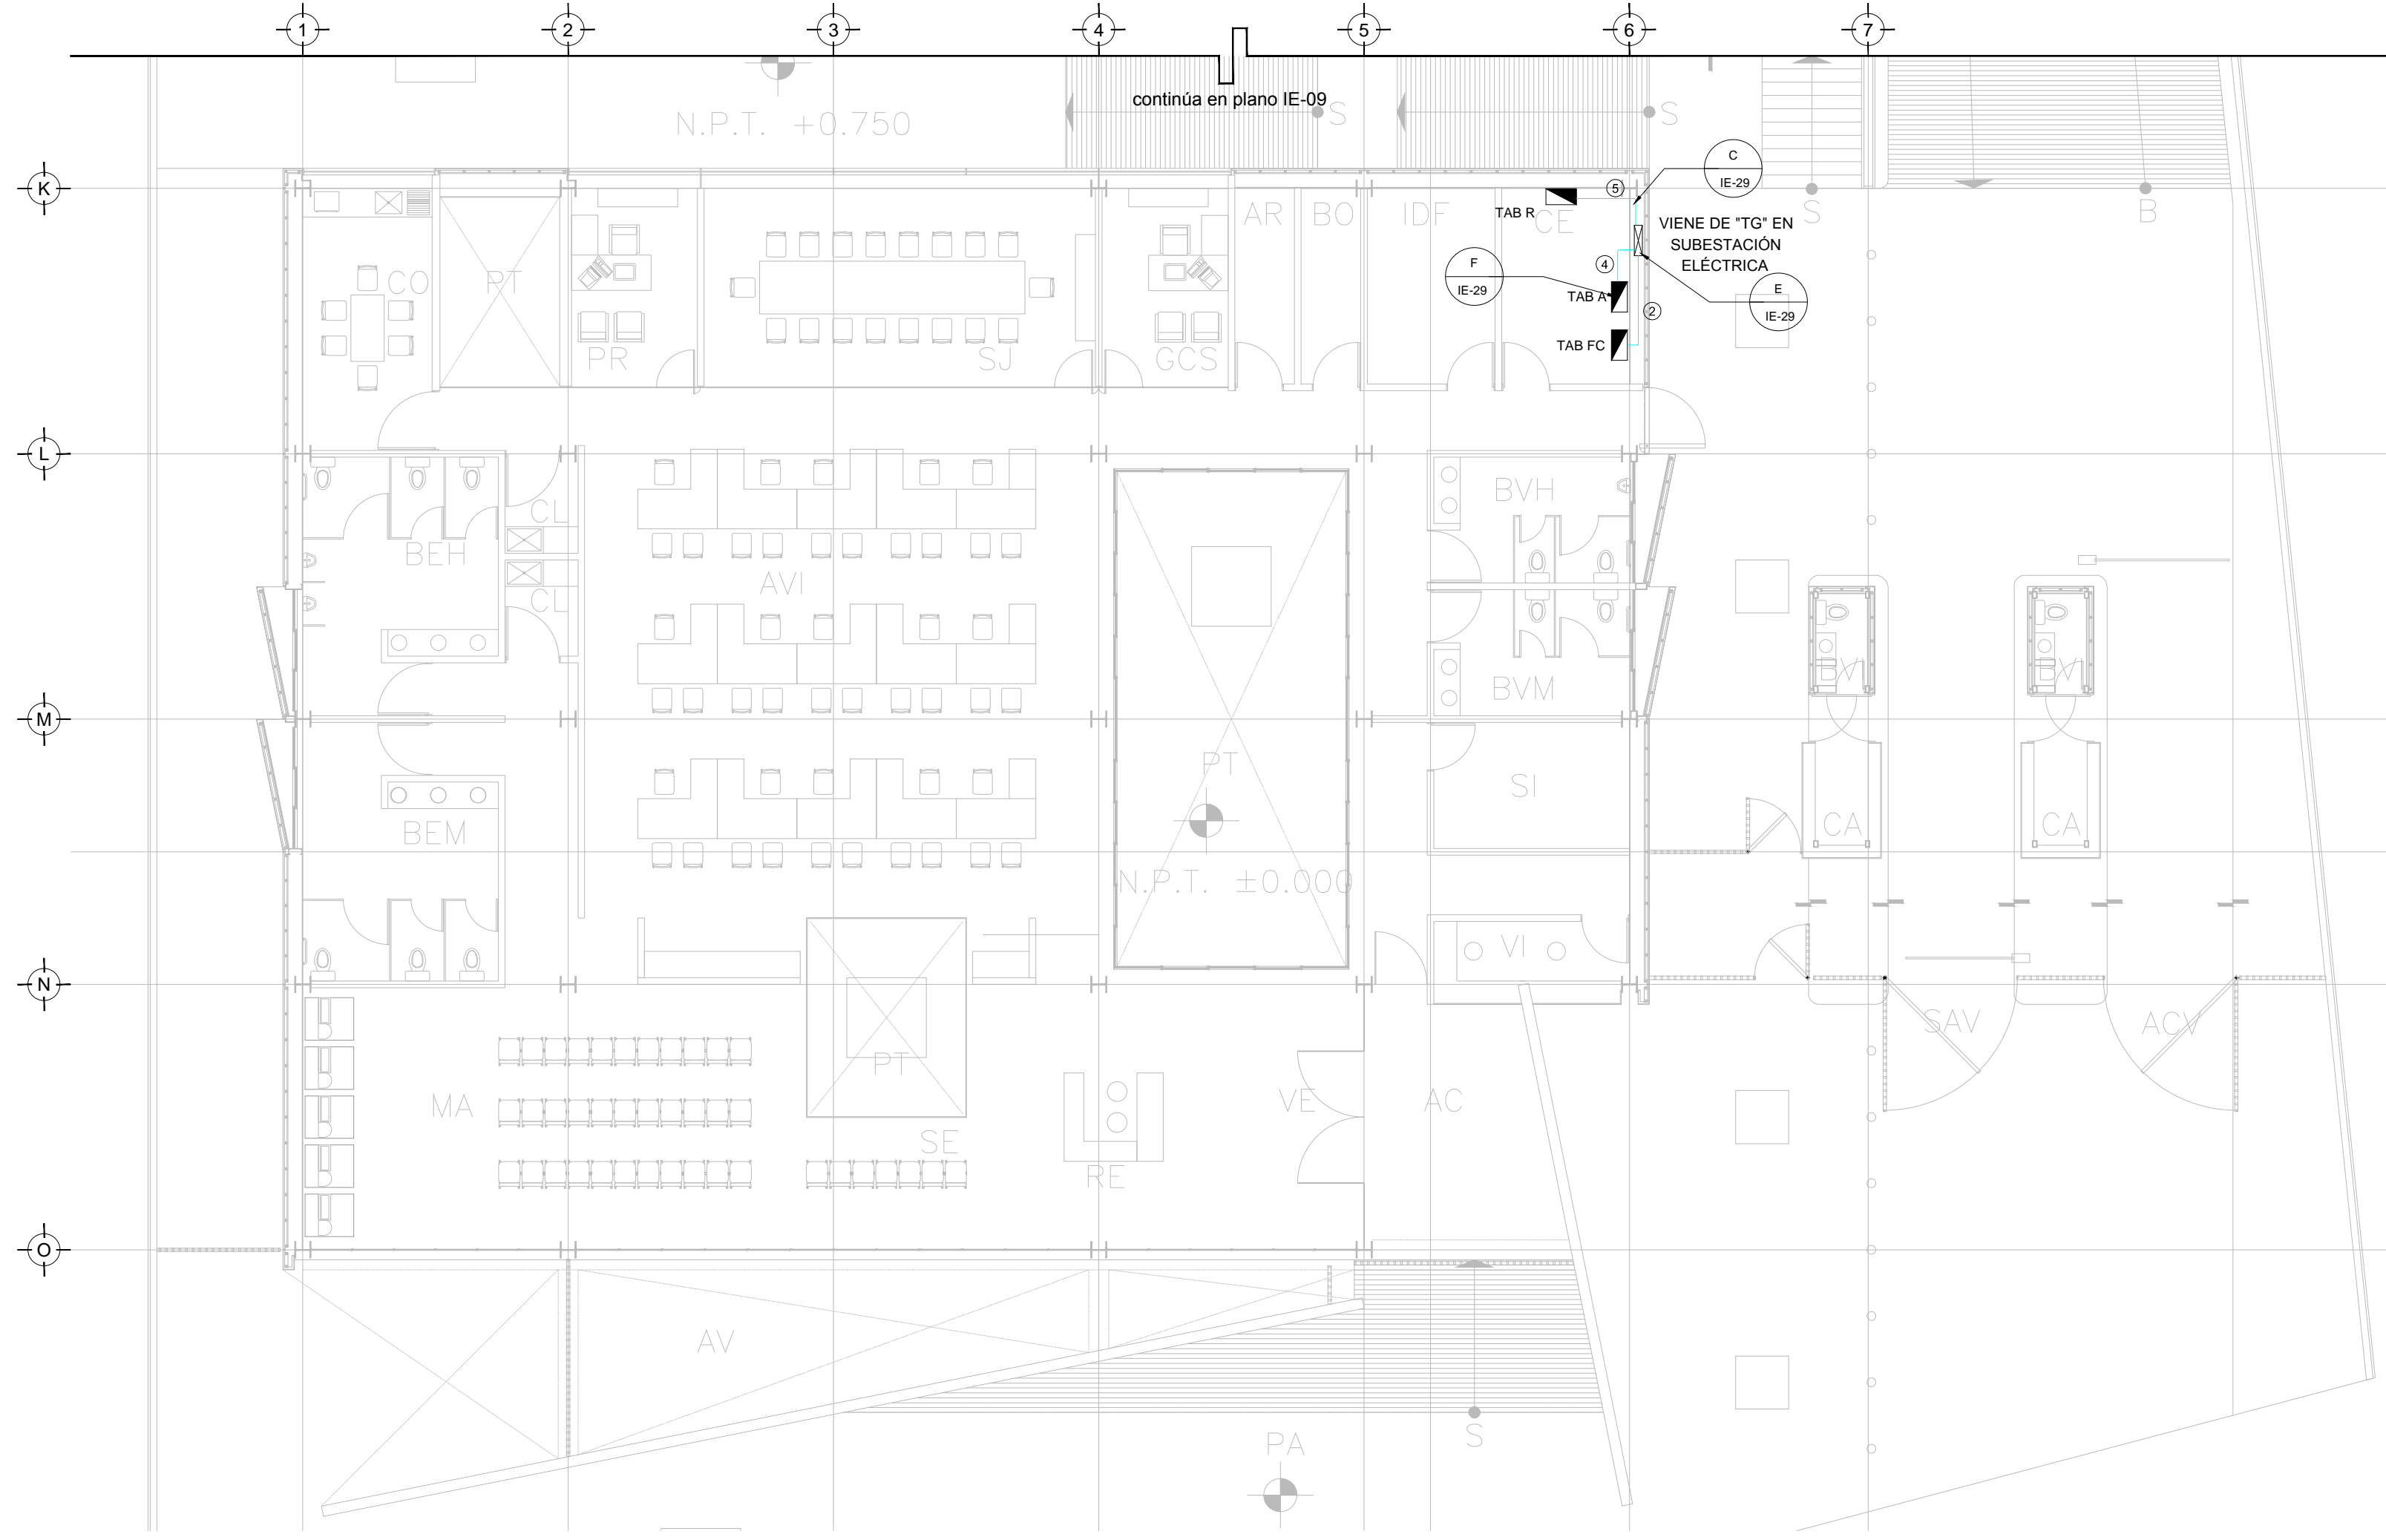 1 2 3 4 5 6 7
continúa en plano IE-09
N.P.T. +0.750
S
S
C
IE-29
K
5
TAB R
AR
BO
IDF
CE
S
B
VIENE DE "TG" EN
SUBESTACIÓN
ELÉCTRICA
F
IE-29
4
E
IE-29
CO
PT
TAB A
2
TAB FC
PR
SJ
GCS
L
CL
BVH
BEH
AVI
CL
BV
BV
BVM
M
PT
SI
BEM
CA
CA
N.P.T. ±0.000
VI
N
SAV
ACV
PT
MA
VE
AC
SE
RE
O
AV
S
PA